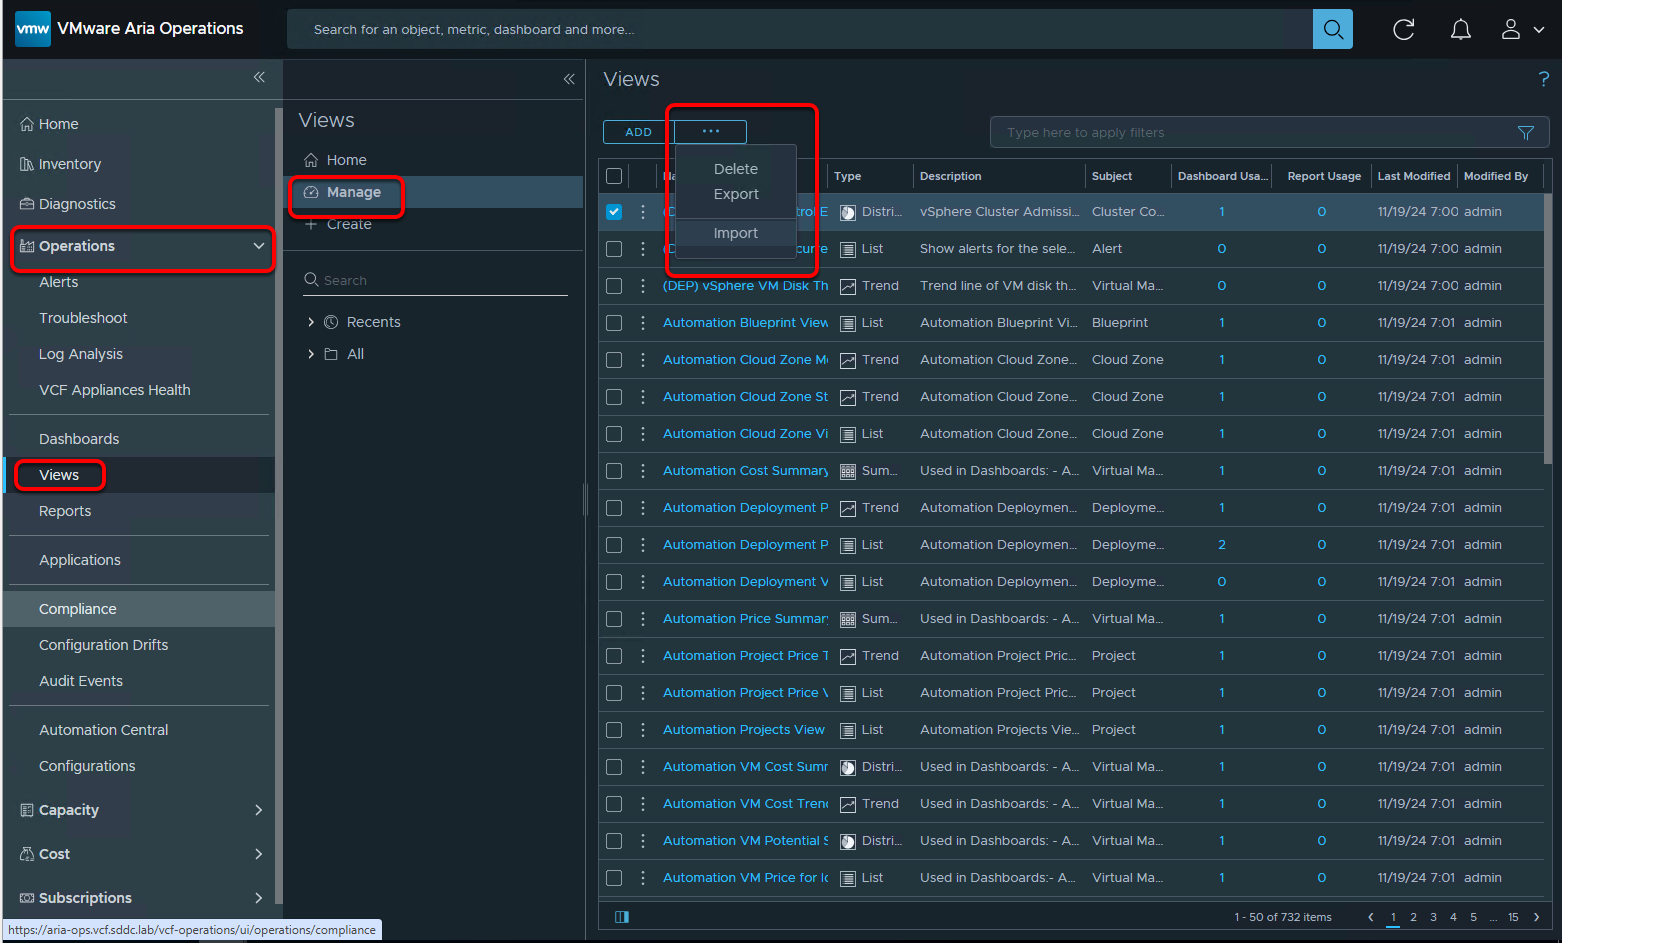 vmw VMware Aria Operations
Search for an object, metric, dashboard and more...
Home
Inventory
Diagnostics
Operations
Alerts
Troubleshoot
Log Analysis
VCF Appliances Health
Dashboards
Views
Reports
Applications
Compliance
Configuration Drifts
Audit Events
Automation Central
Configurations
Capacity
Cost
Subscriptions
https://aria-ops.vcf.sddc.lab/vcf-operations/ui/operations/compliance
Views
Home
Manage
Create
Search
Recents
All
Views ?
ADD ...
Type here to apply filters
Delete
Export
Import
Type Description Subject Dashboard Usa... Report Usage Last Modified Modified By
Distri... vSphere Cluster Admissi... Cluster Co... 1 0 11/19/24 7:00 admin
List Show alerts for the sele... Alert 0 0 11/19/24 7:00 admin
(DEP) vSphere VM Disk Th Trend Trend line of VM disk th... Virtual Ma... 0 0 11/19/24 7:00 admin
Automation Blueprint View List Automation Blueprint Vi... Blueprint 1 0 11/19/24 7:01 admin
Automation Cloud Zone Mo Trend Automation Cloud Zone... Cloud Zone 1 0 11/19/24 7:01 admin
Automation Cloud Zone St Trend Automation Cloud Zone... Cloud Zone 1 0 11/19/24 7:01 admin
Automation Cloud Zone Vi List Automation Cloud Zone... Cloud Zone 1 0 11/19/24 7:01 admin
Automation Cost Summary Sum... Used in Dashboards: - A... Virtual Ma... 1 0 11/19/24 7:01 admin
Automation Deployment P Trend Automation Deploymen... Deployme... 1 0 11/19/24 7:01 admin
Automation Deployment P List Automation Deploymen... Deployme... 2 0 11/19/24 7:01 admin
Automation Deployment V List Automation Deploymen... Deployme... 0 0 11/19/24 7:01 admin
Automation Price Summary Sum... Used in Dashboards: - A... Virtual Ma... 1 0 11/19/24 7:01 admin
Automation Project Price T Trend Automation Project Pric... Project 1 0 11/19/24 7:01 admin
Automation Project Price V List Automation Project Pric... Project 1 0 11/19/24 7:01 admin
Automation Projects View List Automation Projects Vie... Project 1 0 11/19/24 7:01 admin
Automation VM Cost Sumr Distri... Used in Dashboards: - A... Virtual Ma... 1 0 11/19/24 7:01 admin
Automation VM Cost Trend Trend Used in Dashboards: - A... Virtual Ma... 1 0 11/19/24 7:01 admin
Automation VM Potential S Distri... Used in Dashboards: - A... Virtual Ma... 1 0 11/19/24 7:01 admin
Automation VM Price for Id List Used in Dashboards:- A... Virtual Ma... 1 0 11/19/24 7:01 admin
1 - 50 of 732 items 1 2 3 4 5 ... 15